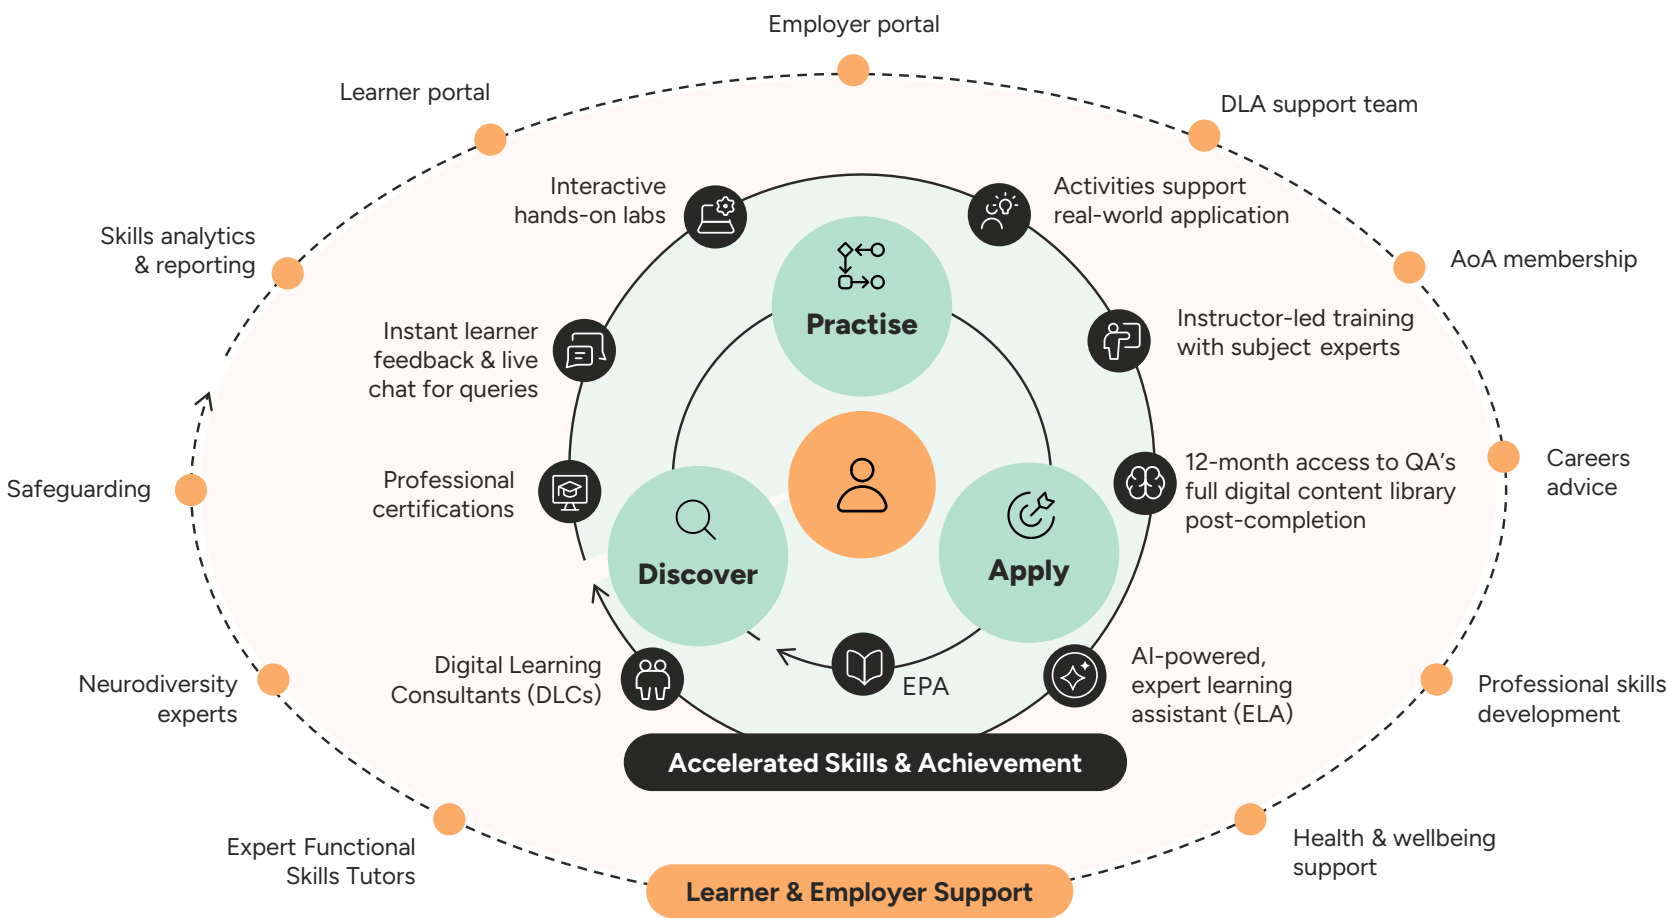 Employer portal
Learner portal
DLA support team
Interactive
hands-on labs
Activities support
real-world application
Skills analytics
& reporting
AoA membership
Practise
Instant learner
feedback & live
chat for queries
Instructor-led training
with subject experts
Professional
certifications
12-month access to QA’s
full digital content library
post-completion
Careers
advice
Safeguarding
Discover
Apply
Digital Learning
Consultants (DLCs)
EPA
AI-powered,
expert learning
assistant (ELA)
Neurodiversity
experts
Professional skills
development
Accelerated Skills & Achievement
Expert Functional
Skills Tutors
Health & wellbeing
support
Learner & Employer Support